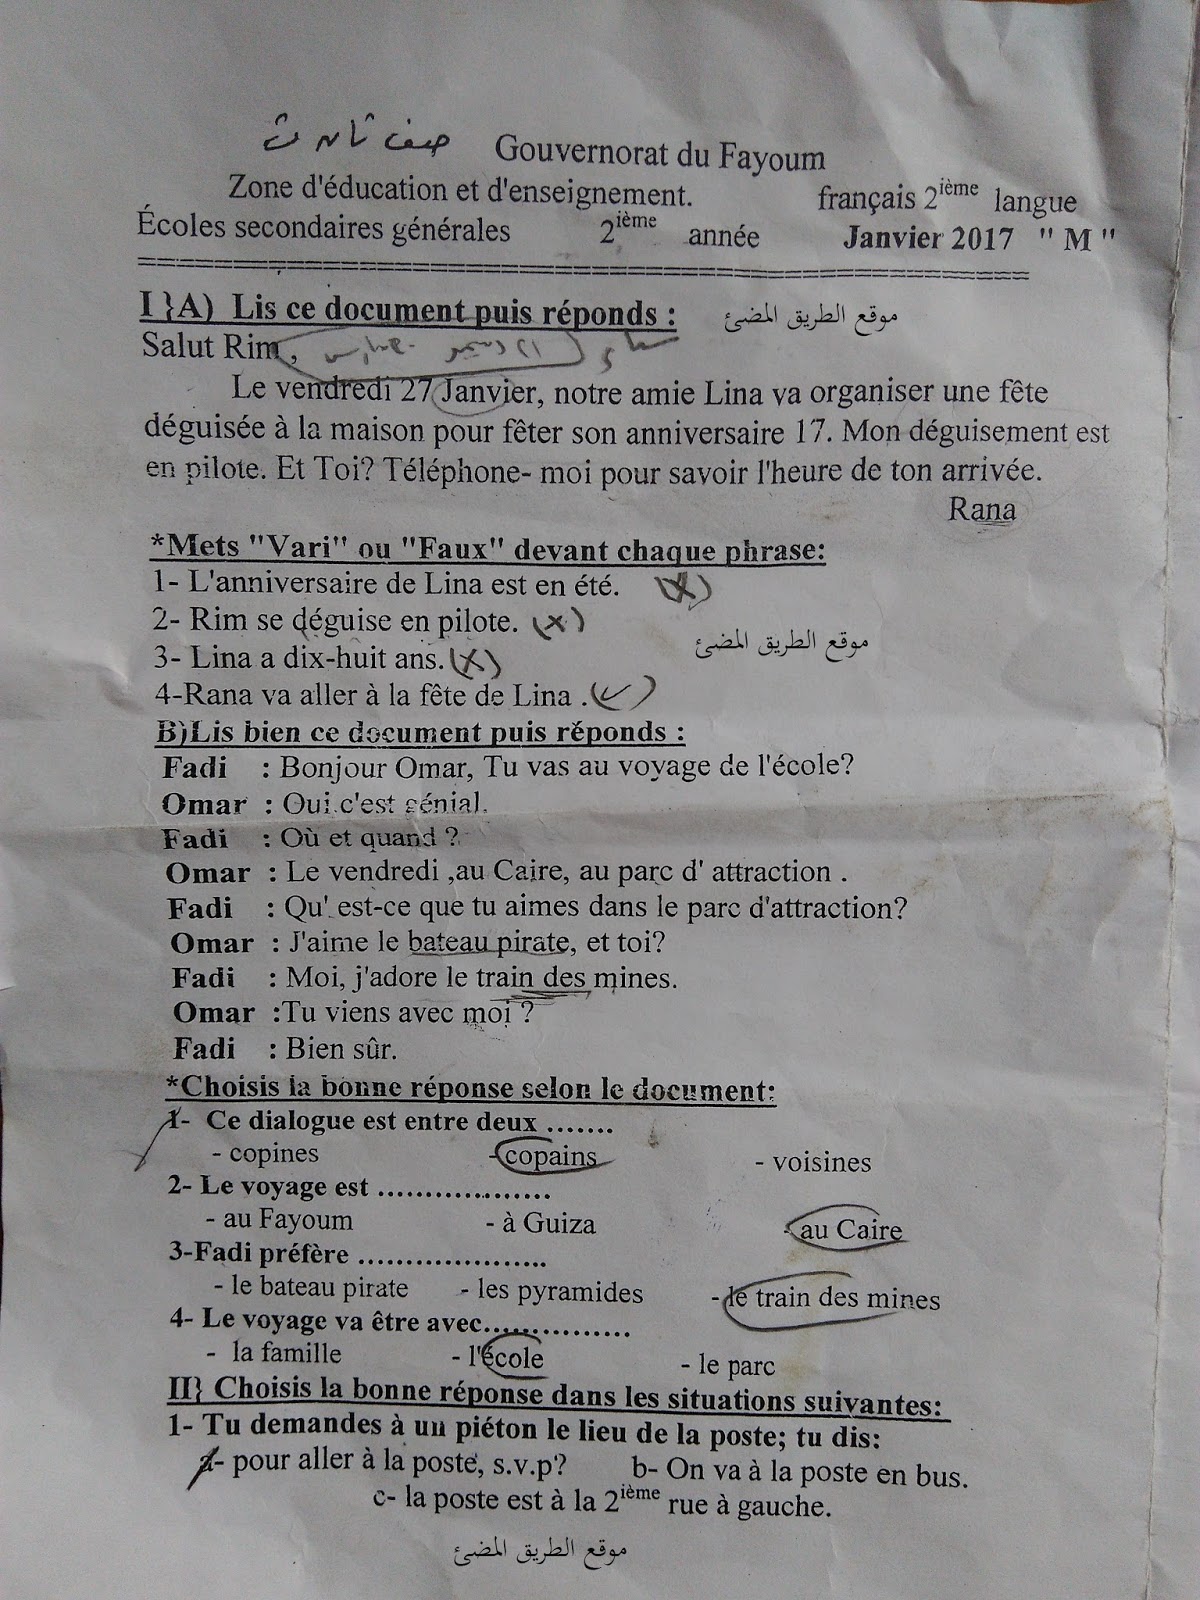 صف تانى ث Gouvernorat du Fayoum
Zone d'éducation et d'enseignement. français 2ième langue
Écoles secondaires générales 2ième année Janvier 2017 " M "
I }A) Lis ce document puis réponds : موقع الطريق المضئ
Salut Rim, ٢١ دسمبر
Le vendredi 27 Janvier, notre amie Lina va organiser une fête
déguisée à la maison pour fêter son anniversaire 17. Mon déguisement est
en pilote. Et Toi? Téléphone- moi pour savoir l'heure de ton arrivée.
Rana
*Mets "Vari" ou "Faux" devant chaque phrase:
1- L'anniversaire de Lina est en été. (X)
2- Rim se déguise en pilote. (x)
موقع الطريق المضئ
3- Lina a dix-huit ans.(X)
4-Rana va aller à la fête de Lina .(✓)
B)Lis bien ce document puis réponds :
Fadi : Bonjour Omar, Tu vas au voyage de l'école?
Omar : Oui.c'est génial.
Fadi : Où et quand ?
Omar : Le vendredi ,au Caire, au parc d' attraction .
Fadi : Qu' est-ce que tu aimes dans le parc d'attraction?
Omar : J'aime le bateau pirate, et toi?
Fadi : Moi, j'adore le train des mines.
Omar :Tu viens avec moi ?
Fadi : Bien sûr.
*Choisis la bonne réponse selon le document:
1- Ce dialogue est entre deux .......
- copines - copains - voisines
2- Le voyage est ..................
- au Fayoum - à Guiza - au Caire
3-Fadi préfère ....................
- le bateau pirate - les pyramides - le train des mines
4- Le voyage va être avec...............
- la famille - l'école - le parc
II} Choisis la bonne réponse dans les situations suivantes:
1- Tu demandes à un piéton le lieu de la poste; tu dis:
a- pour aller à la poste, s.v.p? b- On va à la poste en bus.
c- la poste est à la 2ième rue à gauche.
موقع الطريق المضئ